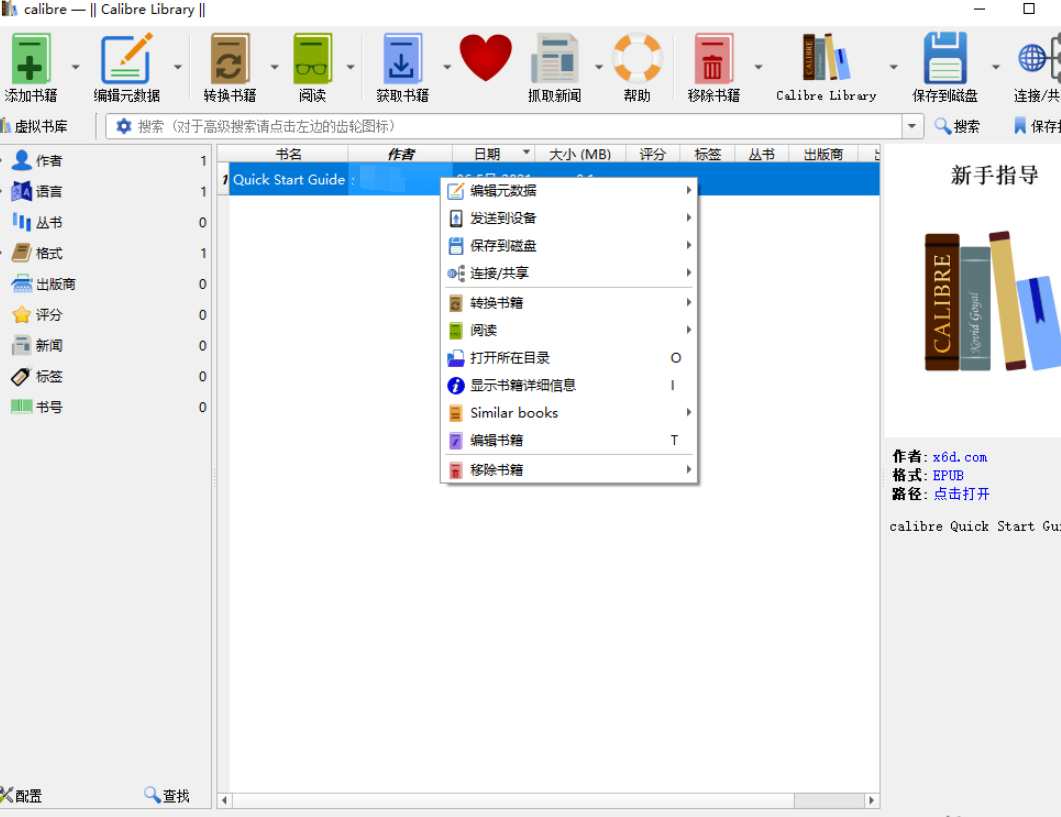 calibre — || Calibre Library ||
添加书籍 编辑元数据 转换书籍 阅读 获取书籍 抓取新闻 帮助 移除书籍 Calibre Library 保存到磁盘 连接/共
虚拟书库 搜索（对于高级搜索请点击左边的齿轮图标） 搜索 保存
作者 1
语言 1
丛书 0
格式 1
出版商 0
评分 0
新闻 0
标签 0
书号 0
配置 查找
书名 作者 日期 大小 (MB) 评分 标签 丛书 出版商
1 Quick Start Guide
编辑元数据
发送到设备
保存到磁盘
连接/共享
转换书籍
阅读
打开所在目录 O
显示书籍详细信息 I
Similar books
编辑书籍 T
移除书籍
新手指导
CALIBRE
Kovid Goyal
作者: x6d.com
格式: EPUB
路径: 点击打开
calibre Quick Start Gui